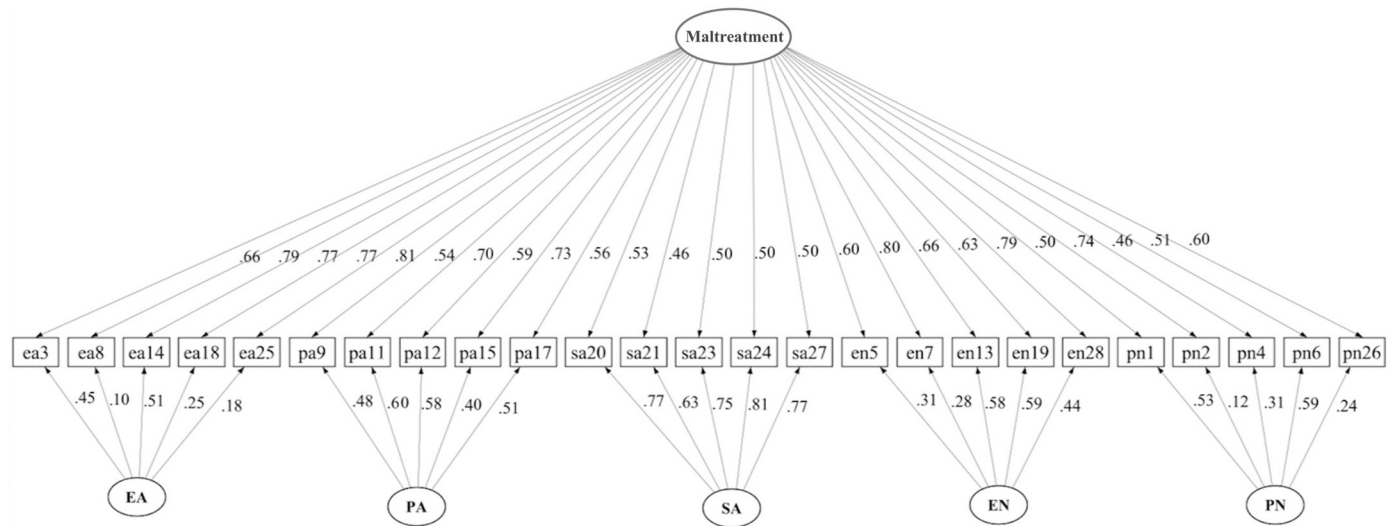 Maltreatment
.66 .79 .77 .77 .81 .54 .70 .59 .73 .56 .53 .46 .50 .50 .50 .60 .80 .66 .63 .79 .50 .74 .46 .51 .60
ea3 ea8 ea14 ea18 ea25 pa9 pa11 pa12 pa15 pa17 sa20 sa21 sa23 sa24 sa27 en5 en7 en13 en19 en28 pn1 pn2 pn4 pn6 pn26
.45 .10 .51 .25 .18 .48 .60 .58 .40 .51 .77 .63 .75 .81 .77 .31 .28 .58 .59 .44 .53 .12 .31 .59 .24
EA PA SA EN PN